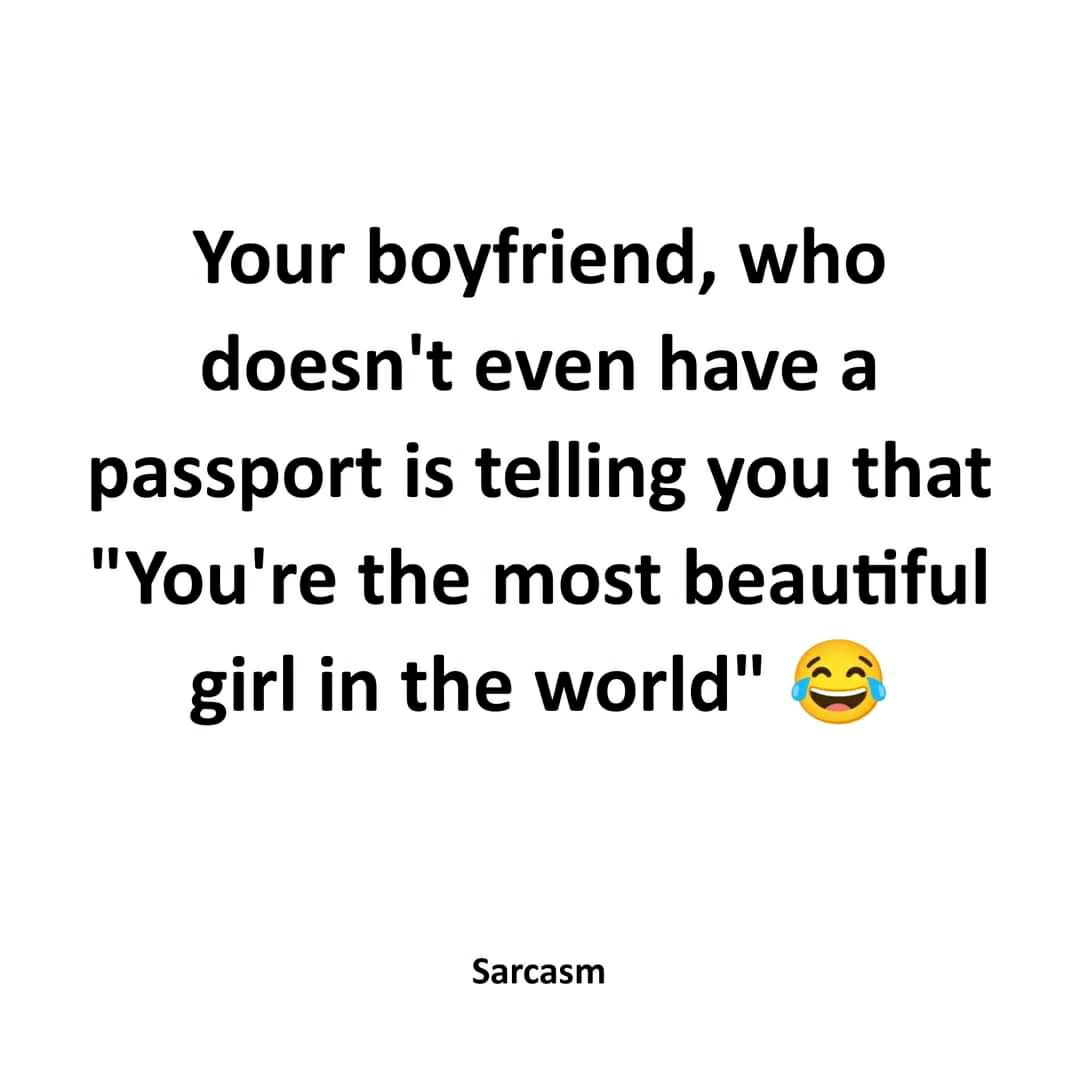 Your boyfriend, who
doesn't even have a
passport is telling you that
"You're the most beautiful
girl in the world" 😂
Sarcasm